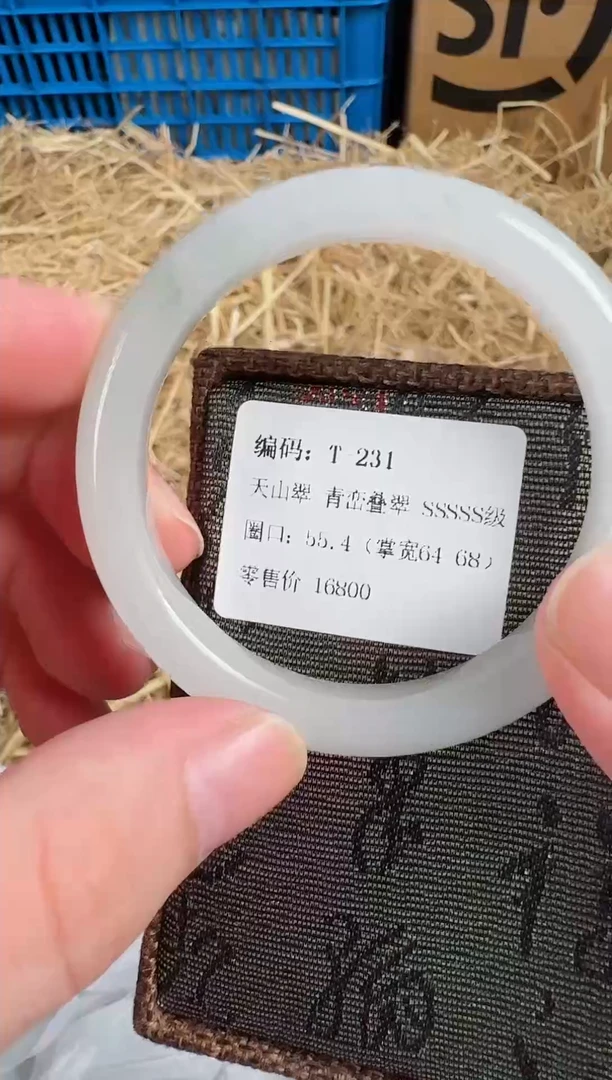 SF
编码：T 231
天山翠 青峦叠翠 SSSSS级
圈口：55.4（掌宽64 68）
零售价 16800